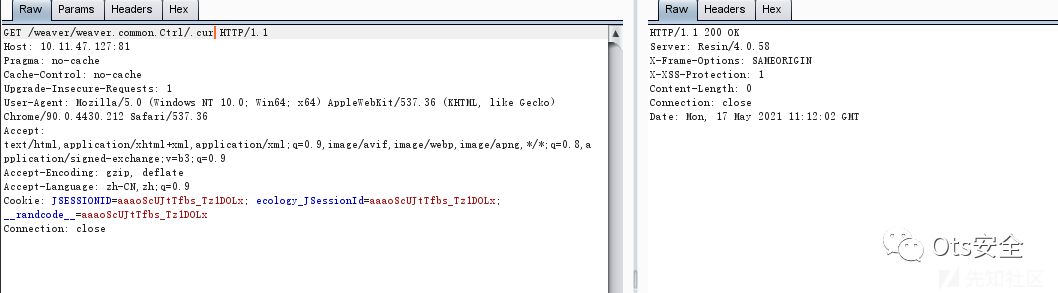 Raw Params Headers Hex
GET /weaver/weaver.common.Ctrl/.cur HTTP/1.1
Host: 10.11.47.127:81
Pragma: no-cache
Cache-Control: no-cache
Upgrade-Insecure-Requests: 1
User-Agent: Mozilla/5.0 (Windows NT 10.0; Win64; x64) AppleWebKit/537.36 (KHTML, like Gecko)
Chrome/90.0.4430.212 Safari/537.36
Accept:
text/html,application/xhtml+xml,application/xml;q=0.9,image/avif,image/webp,image/apng,*/*;q=0.8,a
pplication/signed-exchange;v=b3;q=0.9
Accept-Encoding: gzip, deflate
Accept-Language: zh-CN,zh;q=0.9
Cookie: JSESSIONID=aaaoScUJtTfbs_Tz1DOLx; ecology_JSessionId=aaaoScUJtTfbs_Tz1DOLx;
__randcode__=aaaoScUJtTfbs_Tz1DOLx
Connection: close
Raw Headers Hex
HTTP/1.1 200 OK
Server: Resin/4.0.58
X-Frame-Options: SAMEORIGIN
X-XSS-Protection: 1
Content-Length: 0
Connection: close
Date: Mon, 17 May 2021 11:12:02 GMT
Ots安全
先知社区